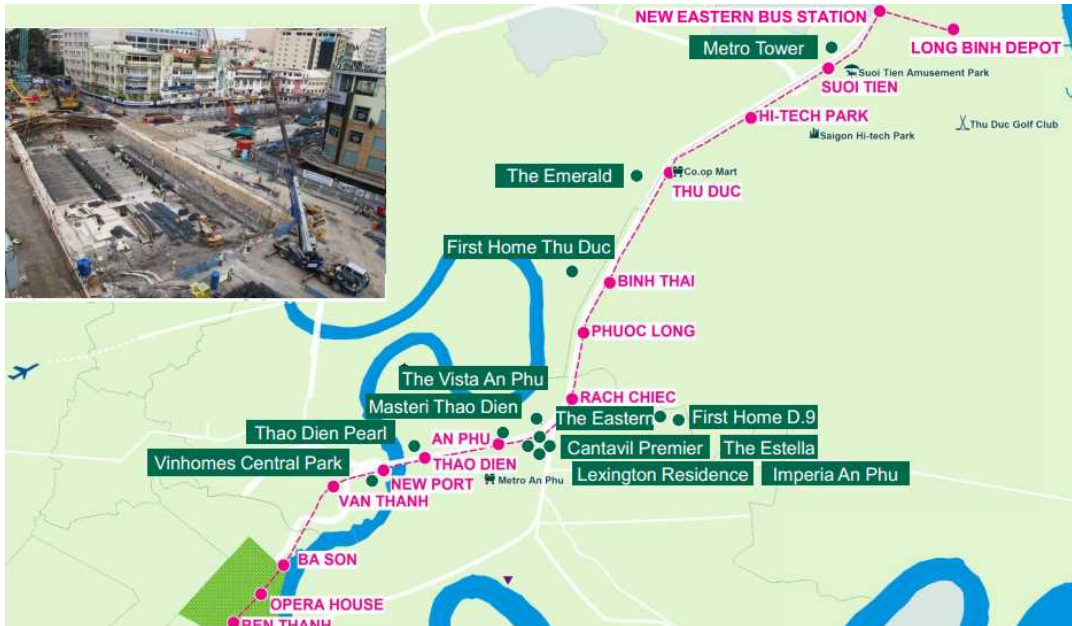 NEW EASTERN BUS STATION
LONG BINH DEPOT
Metro Tower
Suoi Tien Amusement Park
SUOI TIEN
HI-TECH PARK
Thu Duc Golf Club
Saigon Hi-tech Park
The Emerald
Co.op Mart
THU DUC
First Home Thu Duc
BINH THAI
PHUOC LONG
The Vista An Phu
RACH CHIEC
Masteri Thao Dien
The Eastern
First Home D.9
Thao Dien Pearl
AN PHU
Cantavil Premier
The Estella
Vinhomes Central Park
THAO DIEN
Lexington Residence
Imperia An Phu
NEW PORT
Metro An Phu
VAN THANH
BA SON
OPERA HOUSE
BEN THANH